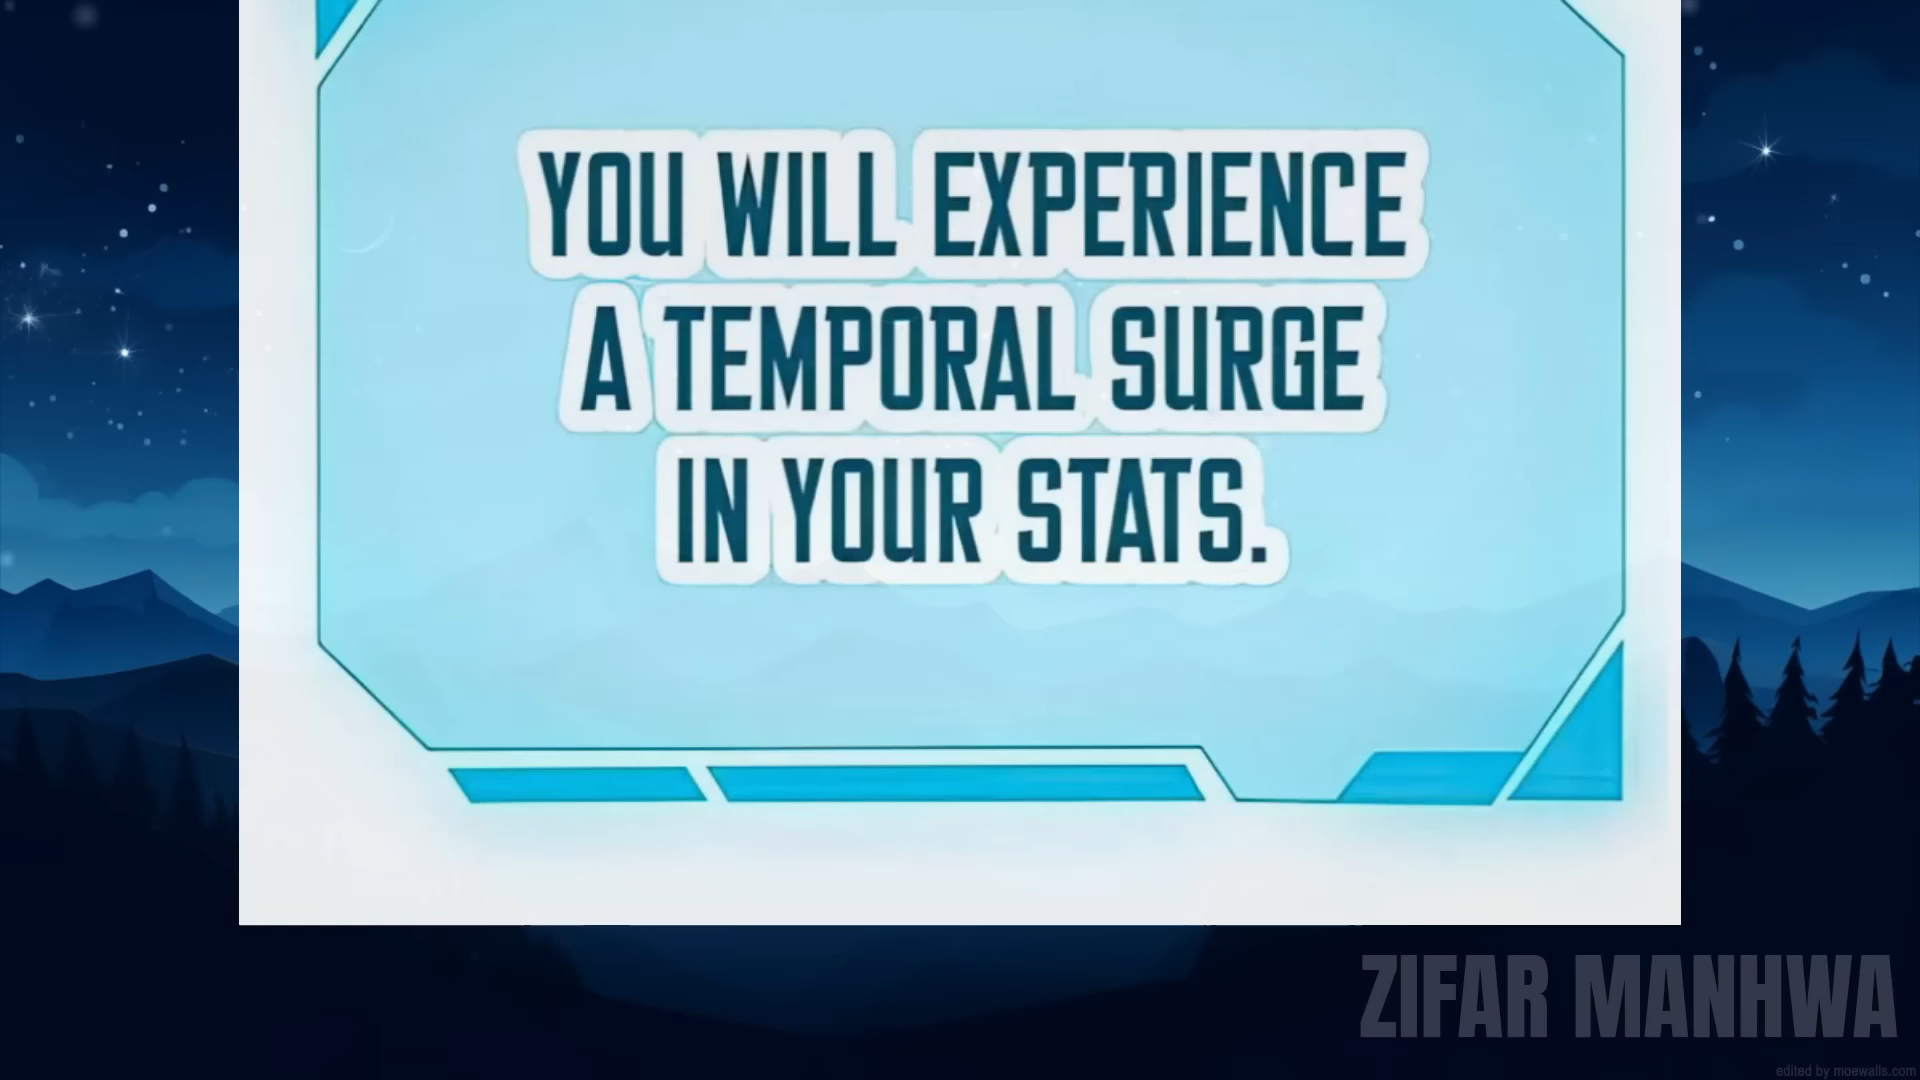 YOU WILL EXPERIENCE
A TEMPORAL SURGE
IN YOUR STATS.
ZIFAR MANHWA
edited by moewalls.com